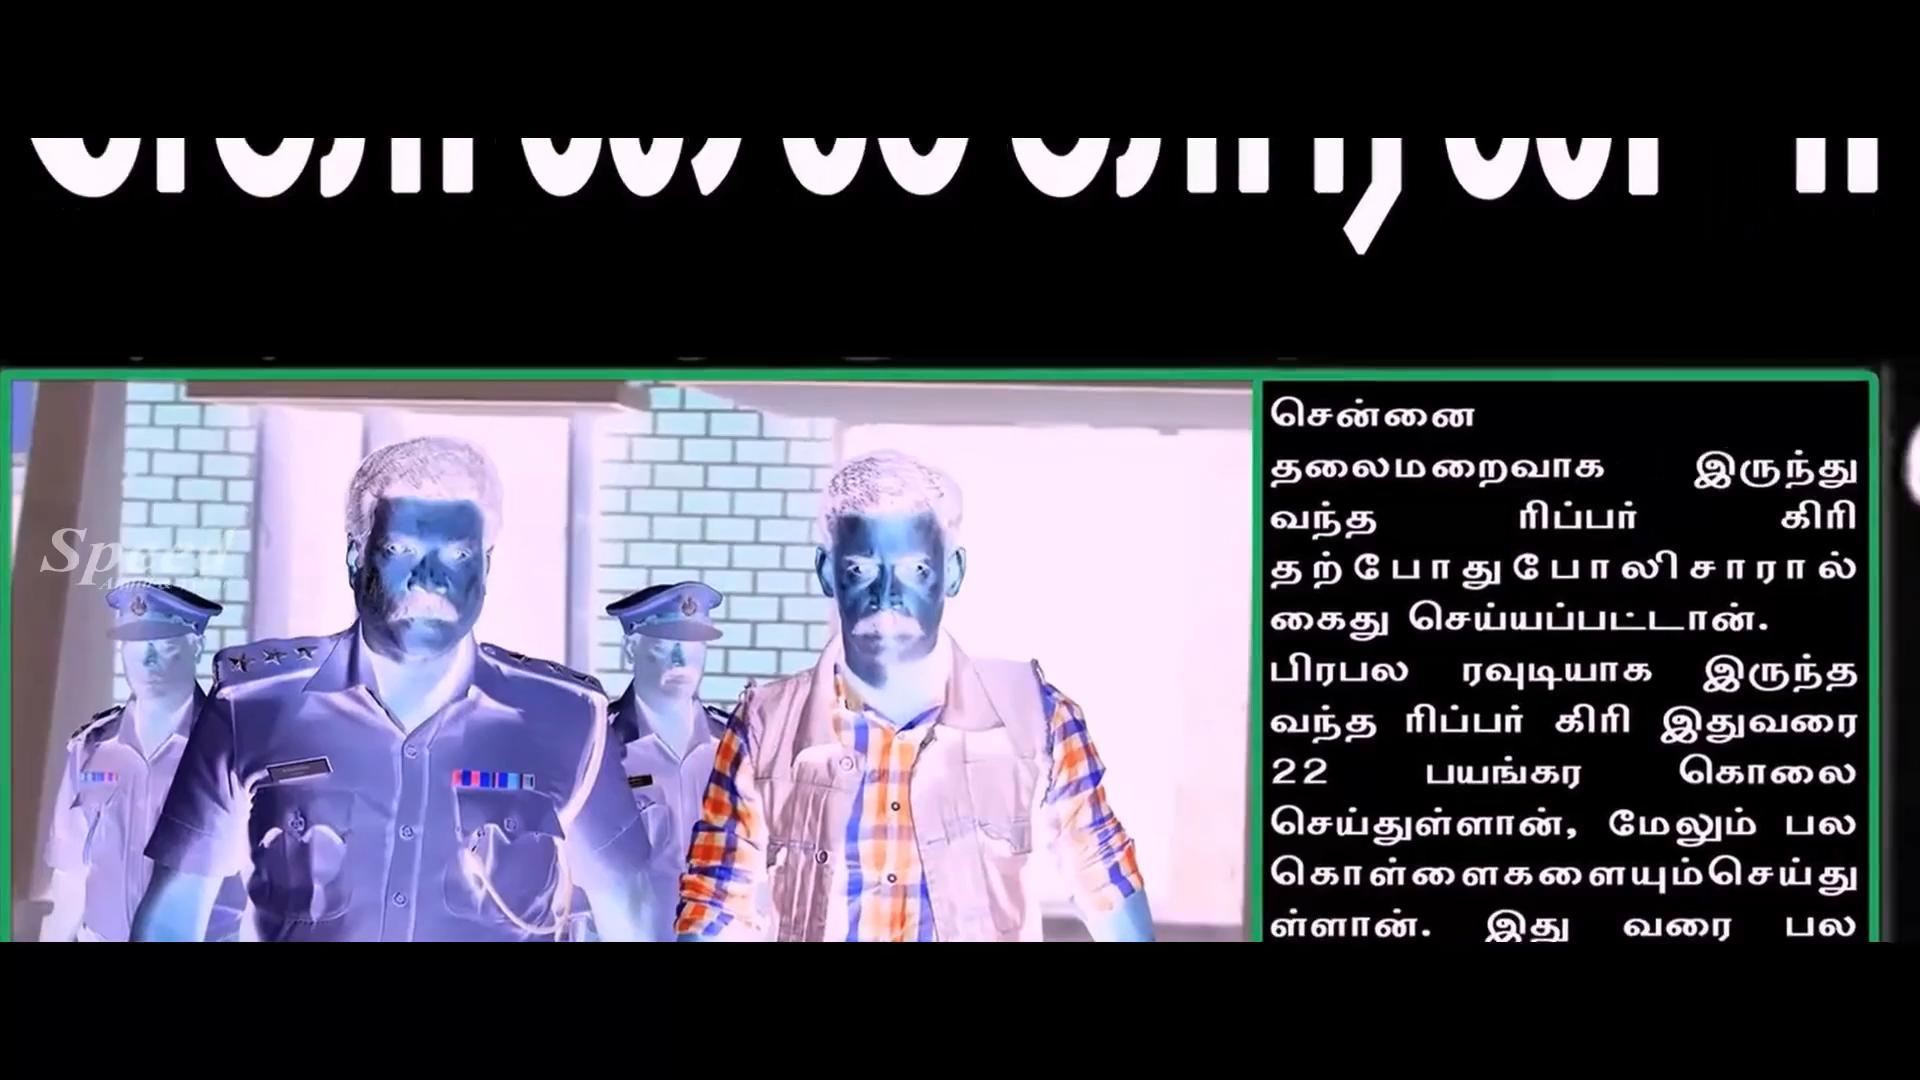 Speed
சென்னை
தலைமறைவாக இருந்து
வந்த ரிப்பர் கிரி
தற்போதுபோலிசாரால்
கைது செய்யப்பட்டான்.
பிரபல ரவுடியாக இருந்த
வந்த ரிப்பர் கிரி இதுவரை
22 பயங்கர கொலை
செய்துள்ளான், மேலும் பல
கொள்ளைகளையும்செய்து
ள்ளான். இது வரை பல